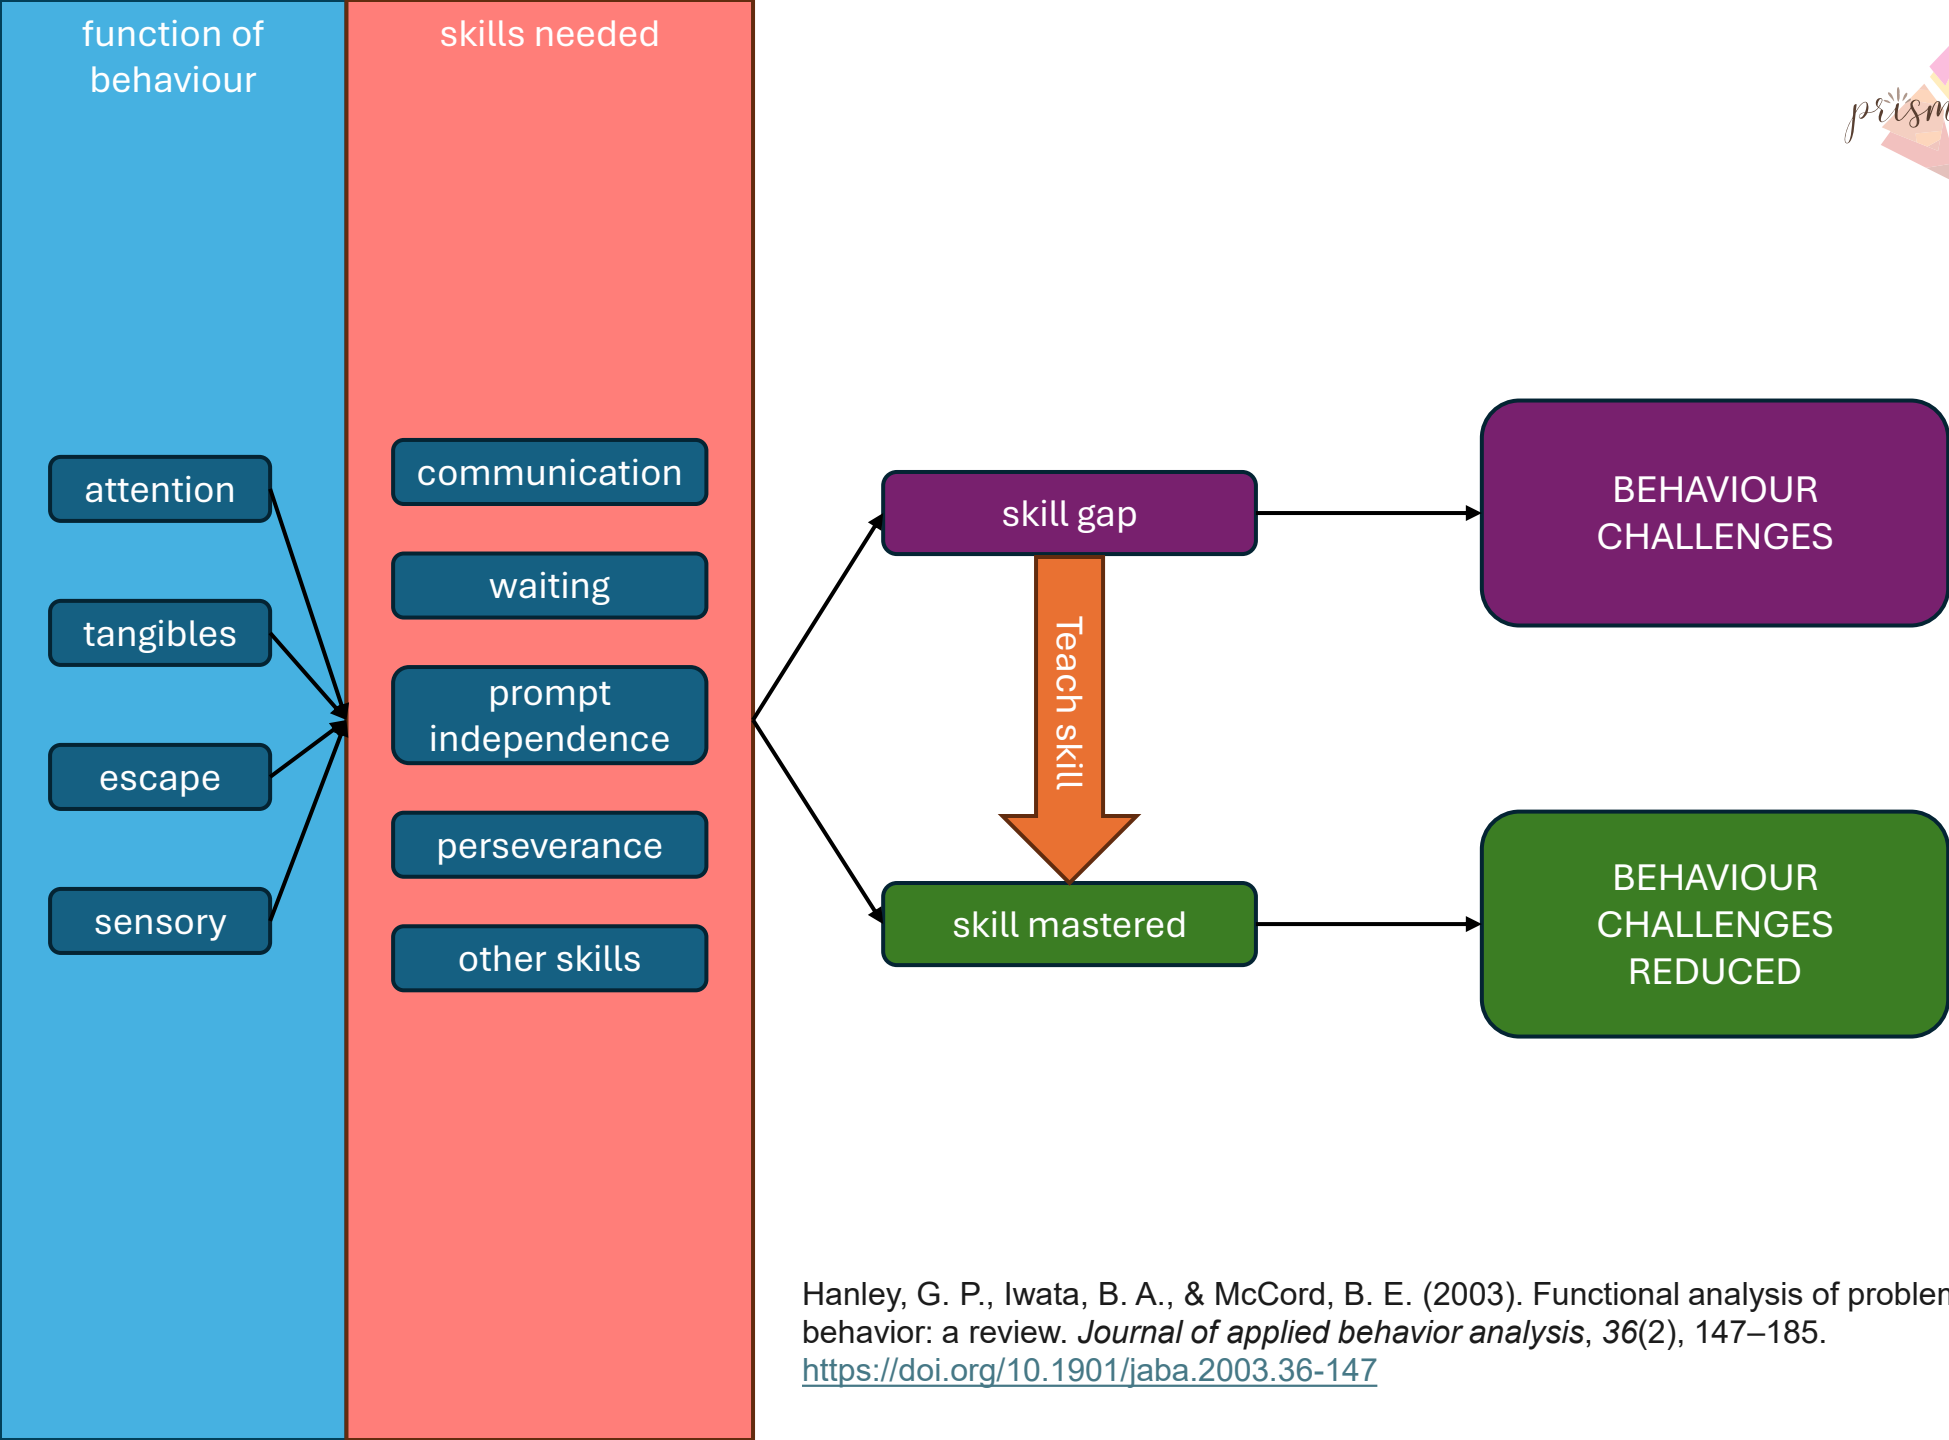 function of
behaviour
skills needed
prism
attention
tangibles
escape
sensory
communication
waiting
prompt
independence
perseverance
other skills
skill gap
Teach skill
skill mastered
BEHAVIOUR
CHALLENGES
BEHAVIOUR
CHALLENGES
REDUCED
Hanley, G. P., Iwata, B. A., & McCord, B. E. (2003). Functional analysis of problem
behavior: a review. Journal of applied behavior analysis, 36(2), 147–185.
https://doi.org/10.1901/jaba.2003.36-147